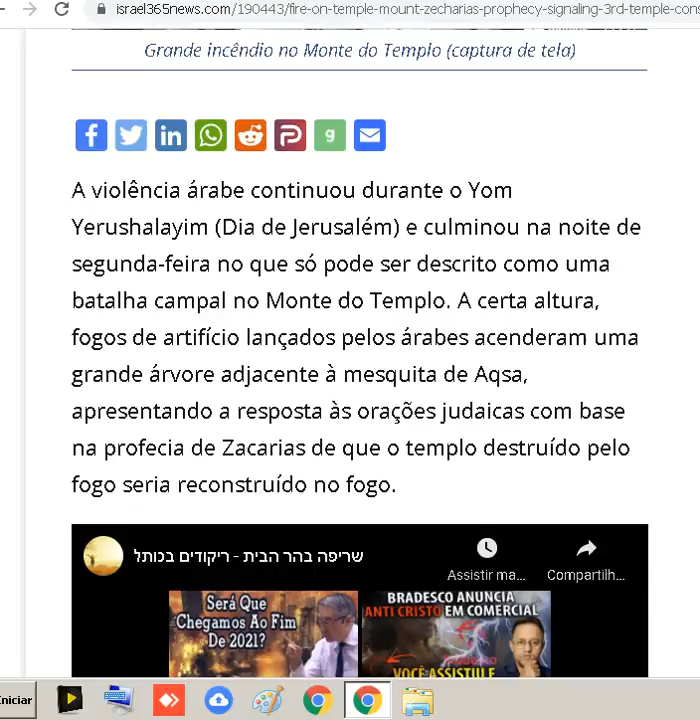 israel365news.com/190443/fire-on-temple-mount-zecharias-prophecy-signaling-3rd-temple-cons
Grande incêndio no Monte do Templo (captura de tela)
A violência árabe continuou durante o Yom
Yerushalayim (Dia de Jerusalém) e culminou na noite de
segunda-feira no que só pode ser descrito como uma
batalha campal no Monte do Templo. A certa altura,
fogos de artifício lançados pelos árabes acenderam uma
grande árvore adjacente à mesquita de Aqsa,
apresentando a resposta às orações judaicas com base
na profecia de Zacarias de que o templo destruído pelo
fogo seria reconstruído no fogo.
שריפה בהר הבית - ריקודים בכותל
Assistir ma...
Compartilh...
Será Que
Chegamos Ao Fim
De 2021?
BRADESCO ANUNCIA
ANTI CRISTO EM COMERCIAL
VOCÊ ASSISTIU E
Iniciar